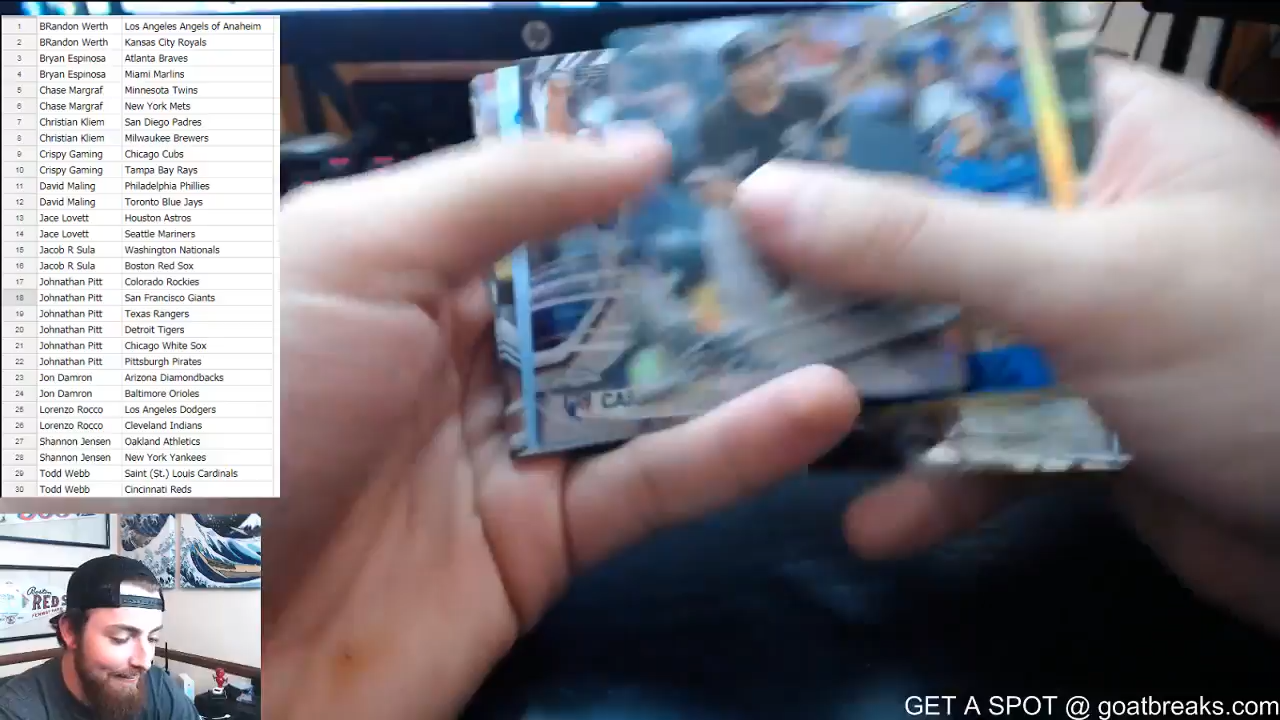 1 BRandon Werth Los Angeles Angels of Anaheim
2 BRandon Werth Kansas City Royals
3 Bryan Espinosa Atlanta Braves
4 Bryan Espinosa Miami Marlins
5 Chase Margraf Minnesota Twins
6 Chase Margraf New York Mets
7 Christian Kliem San Diego Padres
8 Christian Kliem Milwaukee Brewers
9 Crispy Gaming Chicago Cubs
10 Crispy Gaming Tampa Bay Rays
11 David Maling Philadelphia Phillies
12 David Maling Toronto Blue Jays
13 Jace Lovett Houston Astros
14 Jace Lovett Seattle Mariners
15 Jacob R Sula Washington Nationals
16 Jacob R Sula Boston Red Sox
17 Johnathan Pitt Colorado Rockies
18 Johnathan Pitt San Francisco Giants
19 Johnathan Pitt Texas Rangers
20 Johnathan Pitt Detroit Tigers
21 Johnathan Pitt Chicago White Sox
22 Johnathan Pitt Pittsburgh Pirates
23 Jon Damron Arizona Diamondbacks
24 Jon Damron Baltimore Orioles
25 Lorenzo Rocco Los Angeles Dodgers
26 Lorenzo Rocco Cleveland Indians
27 Shannon Jensen Oakland Athletics
28 Shannon Jensen New York Yankees
29 Todd Webb Saint (St.) Louis Cardinals
30 Todd Webb Cincinnati Reds
hp
Boston
REDS
GET A SPOT @ goatbreaks.com